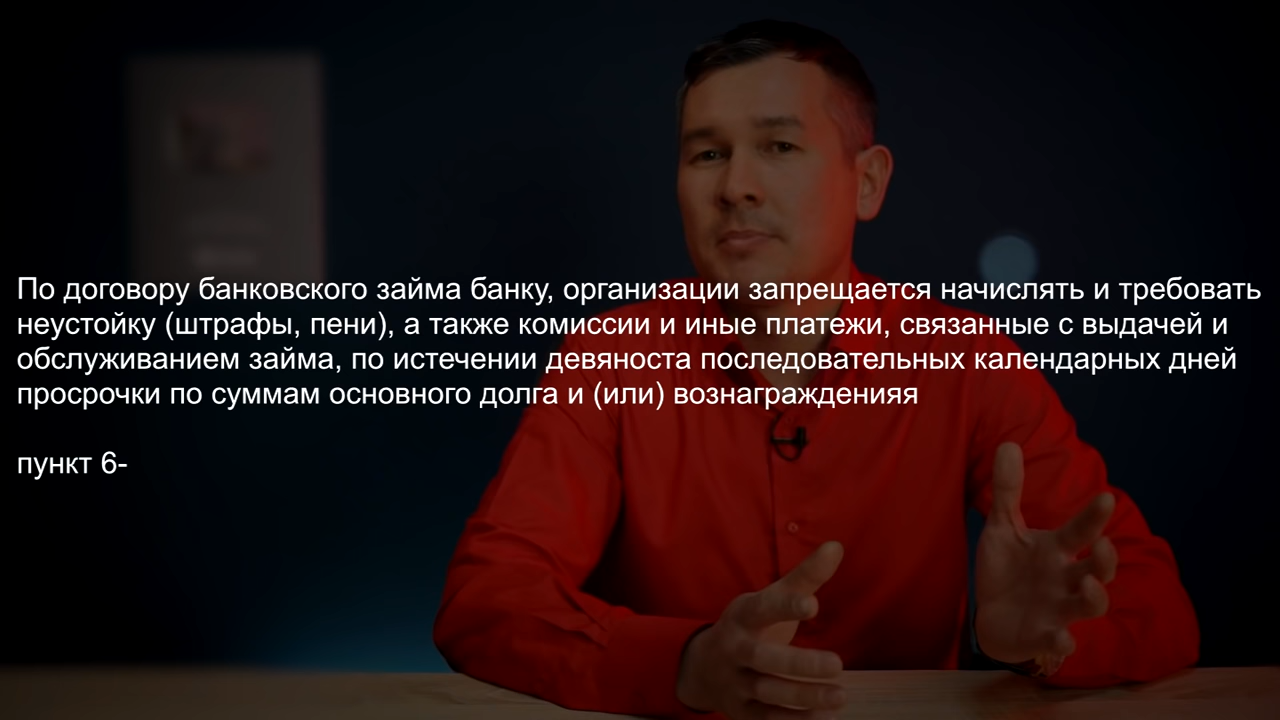 По договору банковского займа банку, организации запрещается начислять и требовать
неустойку (штрафы, пени), а также комиссии и иные платежи, связанные с выдачей и
обслуживанием займа, по истечении девяноста последовательных календарных дней
просрочки по суммам основного долга и (или) вознагражденияя
пункт 6-